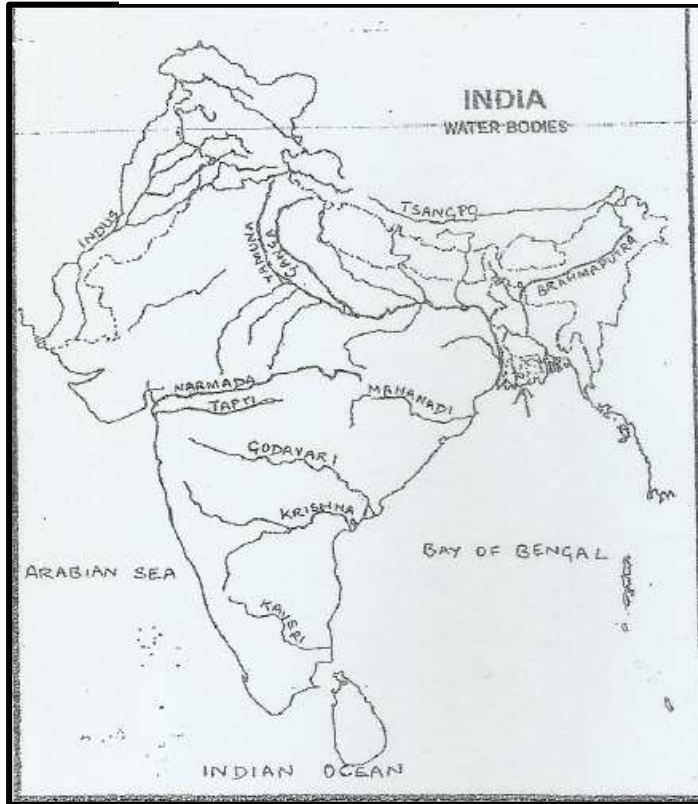 INDIA
WATER BODIES
TSANGPO
INDUS
YAMUNA
GANGA
BRAHMAPUTRA
NARMADA
TAPTI
MAHANADI
GODAVARI
KRISHNA
BAY OF BENGAL
ARABIAN SEA
KAVERI
INDIAN OCEAN